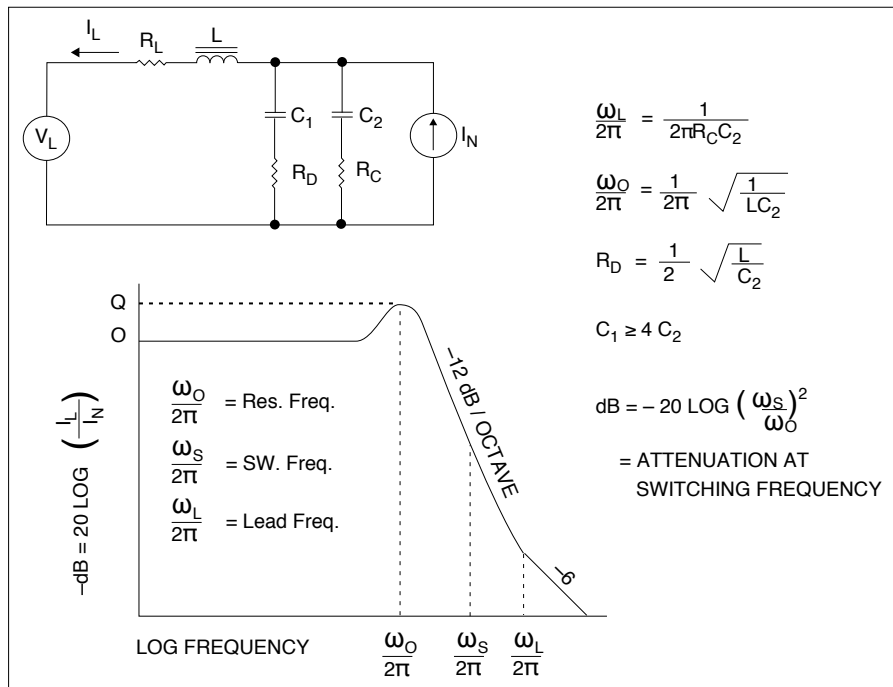 I_L
R_L
L
V_L
C_1
C_2
R_D
R_C
I_N
ω_L/2π = 1/2πR_CC_2
ω_O/2π = 1/2π √1/LC_2
R_D = 1/2 √L/C_2
C_1 ≥ 4 C_2
dB = – 20 LOG (ω_S/ω_O)^2
= ATTENUATION AT
SWITCHING FREQUENCY
Q
O
–12 dB / OCTAVE
–6
ω_O/2π = Res. Freq.
ω_S/2π = SW. Freq.
ω_L/2π = Lead Freq.
–dB = 20 LOG (I_L/I_N)
LOG FREQUENCY
ω_O/2π
ω_S/2π
ω_L/2π